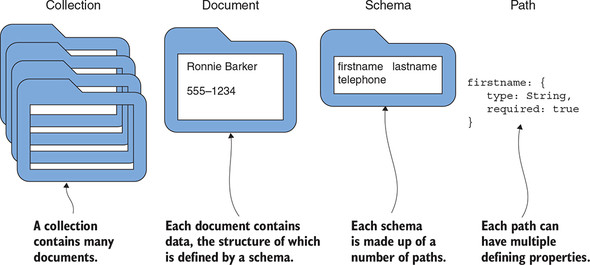 Collection
Document
Schema
Path
Ronnie Barker
555–1234
firstname lastname
telephone
firstname: {
type: String,
required: true
}
A collection
contains many
documents.
Each document contains
data, the structure of which
is defined by a schema.
Each schema
is made up of a
number of paths.
Each path can
have multiple
defining properties.